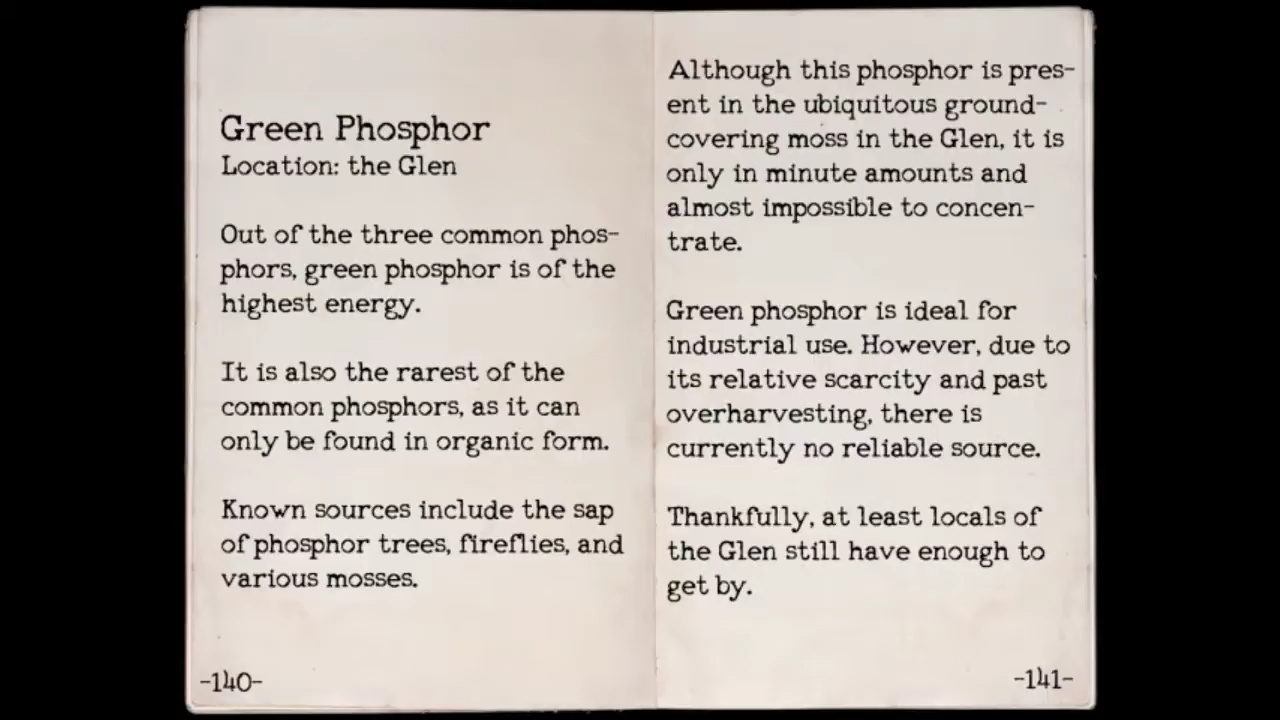 Green Phosphor
Location: the Glen
Out of the three common phos-
phors, green phosphor is of the
highest energy.
It is also the rarest of the
common phosphors, as it can
only be found in organic form.
Known sources include the sap
of phosphor trees, fireflies, and
various mosses.
-140-
Although this phosphor is pres-
ent in the ubiquitous ground-
covering moss in the Glen, it is
only in minute amounts and
almost impossible to concen-
trate.
Green phosphor is ideal for
industrial use. However, due to
its relative scarcity and past
overharvesting, there is
currently no reliable source.
Thankfully, at least locals of
the Glen still have enough to
get by.
-141-